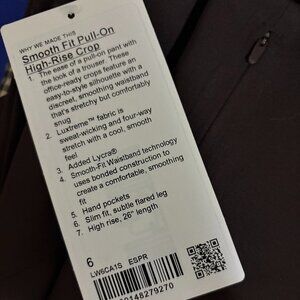 WHY WE MADE THIS
Smooth Fit Pull-On
High-Rise Crop
1. The ease of a pull-on pant with
the look of a trouser. These
office-ready crops feature an
easy-to-style silhouette with a
discreet, smoothing waistband
that's stretchy but comfortably
snug
2. Luxtreme™ fabric is
sweat-wicking and four-way
stretch with a cool, smooth
feel
3. Added Lycra®
4. Smooth-Fit Waistband technology
uses bonded construction to
create a comfortable, smoothing
fit
5. Hand pockets
6. Slim fit, subtle flared leg
7. High rise, 26" length
6
LW6CA1S ESPR